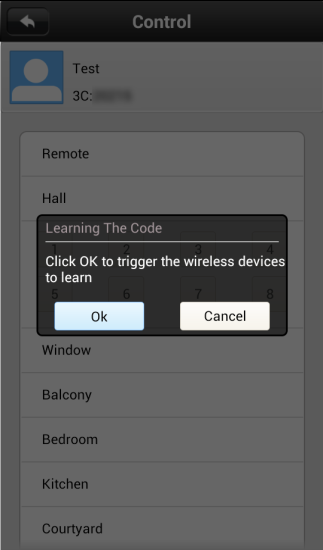 Control
Test
3C:
Remote
Hall
Learning The Code
1 2 3 4
Click OK to trigger the wireless devices
to learn
5 6 7 8
Ok Cancel
Window
Balcony
Bedroom
Kitchen
Courtyard